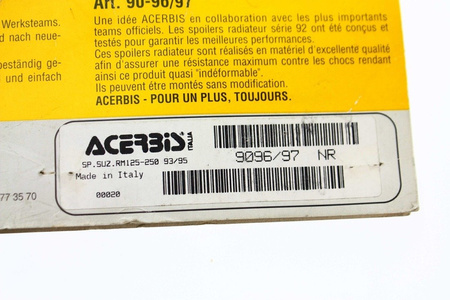 Art. 90-96/97
Werksteams.
nd nach neue-
beständig ge-
und einfach
Une idée ACERBIS en collaboration avec les plus importants
teams officiels. Les spoilers radiateur série 92 ont été conçus et
testés pour garantir les meilleures performances.
Ces spoilers radiateur sont réalisés en matériel d'excellente qualité
afin d'assurer une résistance maximum contre les chocs rendant
ainsi ce produit quasi "indéformable".
Ils peuvent être montés sans modification.
ACERBIS - POUR UN PLUS, TOUJOURS.
ACERBIS
ITALIA
SP.SUZ.RM125-250 93/95
Made in Italy
00020
9096/97 NR
77 35 70